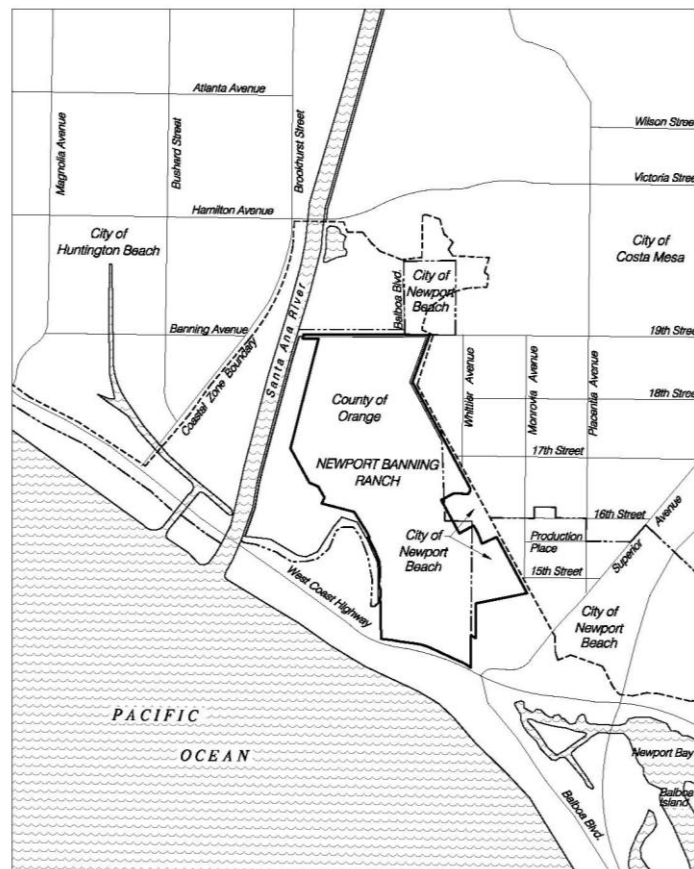 Atlanta Avenue
Magnolia Avenue
Bushard Street
Brookhurst Street
Wilson Street
Victoria Street
Hamilton Avenue
City of
Huntington Beach
City of
Costa Mesa
Balboa Blvd.
City of
Newport
Beach
Banning Avenue
Coastal Zone Boundary
Santa Ana River
19th Street
County of
Orange
Whittier Avenue
Monrovia Avenue
Placentia Avenue
18th Street
NEWPORT BANNING
RANCH
17th Street
16th Street
Superior Avenue
City of
Newport
Beach
Production
Place
15th Street
West Coast Highway
City of
Newport
Beach
PACIFIC
OCEAN
Newport Bay
Balboa
Island
Balboa Blvd.